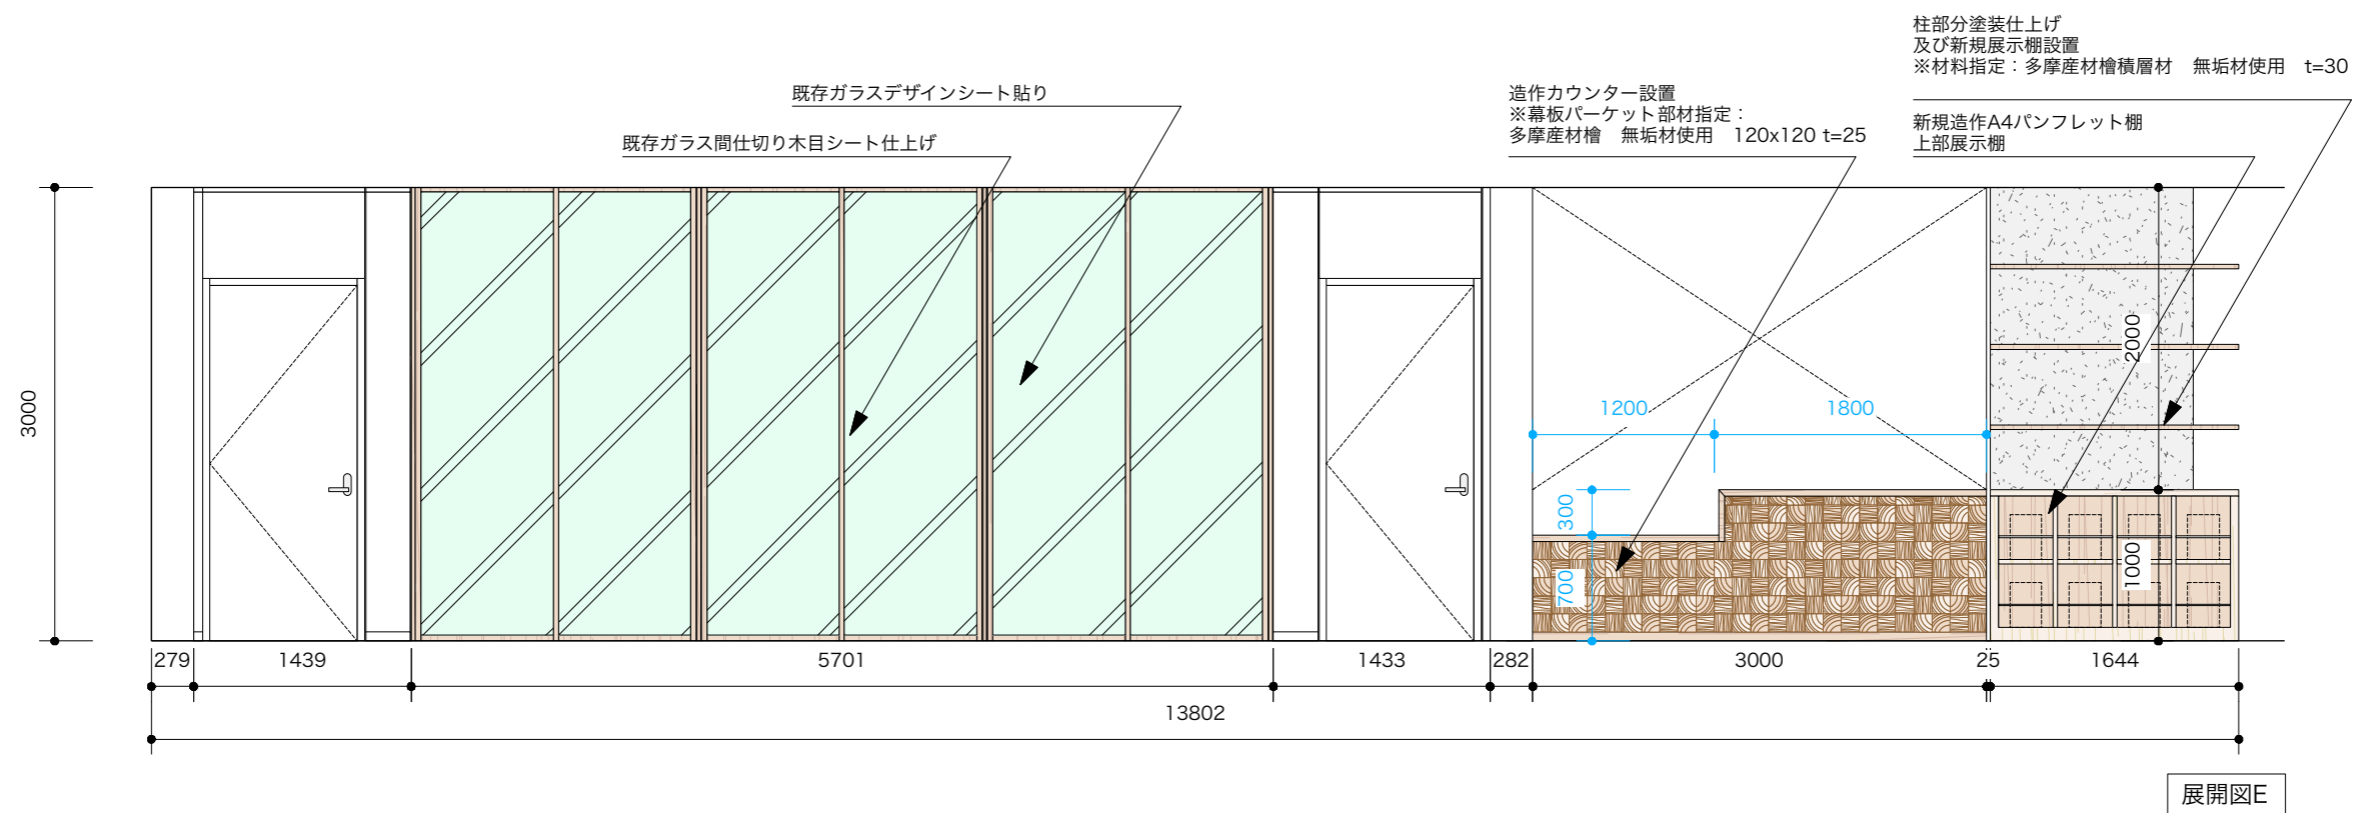 柱部分塗装仕上げ
及び新規展示棚設置
※材料指定：多摩産材檜積層材　無垢材使用　t=30
既存ガラスデザインシート貼り
造作カウンター設置
※幕板パーケット部材指定：
多摩産材檜　無垢材使用　120x120 t=25
新規造作A4パンフレット棚
上部展示棚
既存ガラス間仕切り木目シート仕上げ
3000
2000
1200
1800
300
700
1000
279
1439
5701
1433
282
3000
25
1644
13802
展開図E